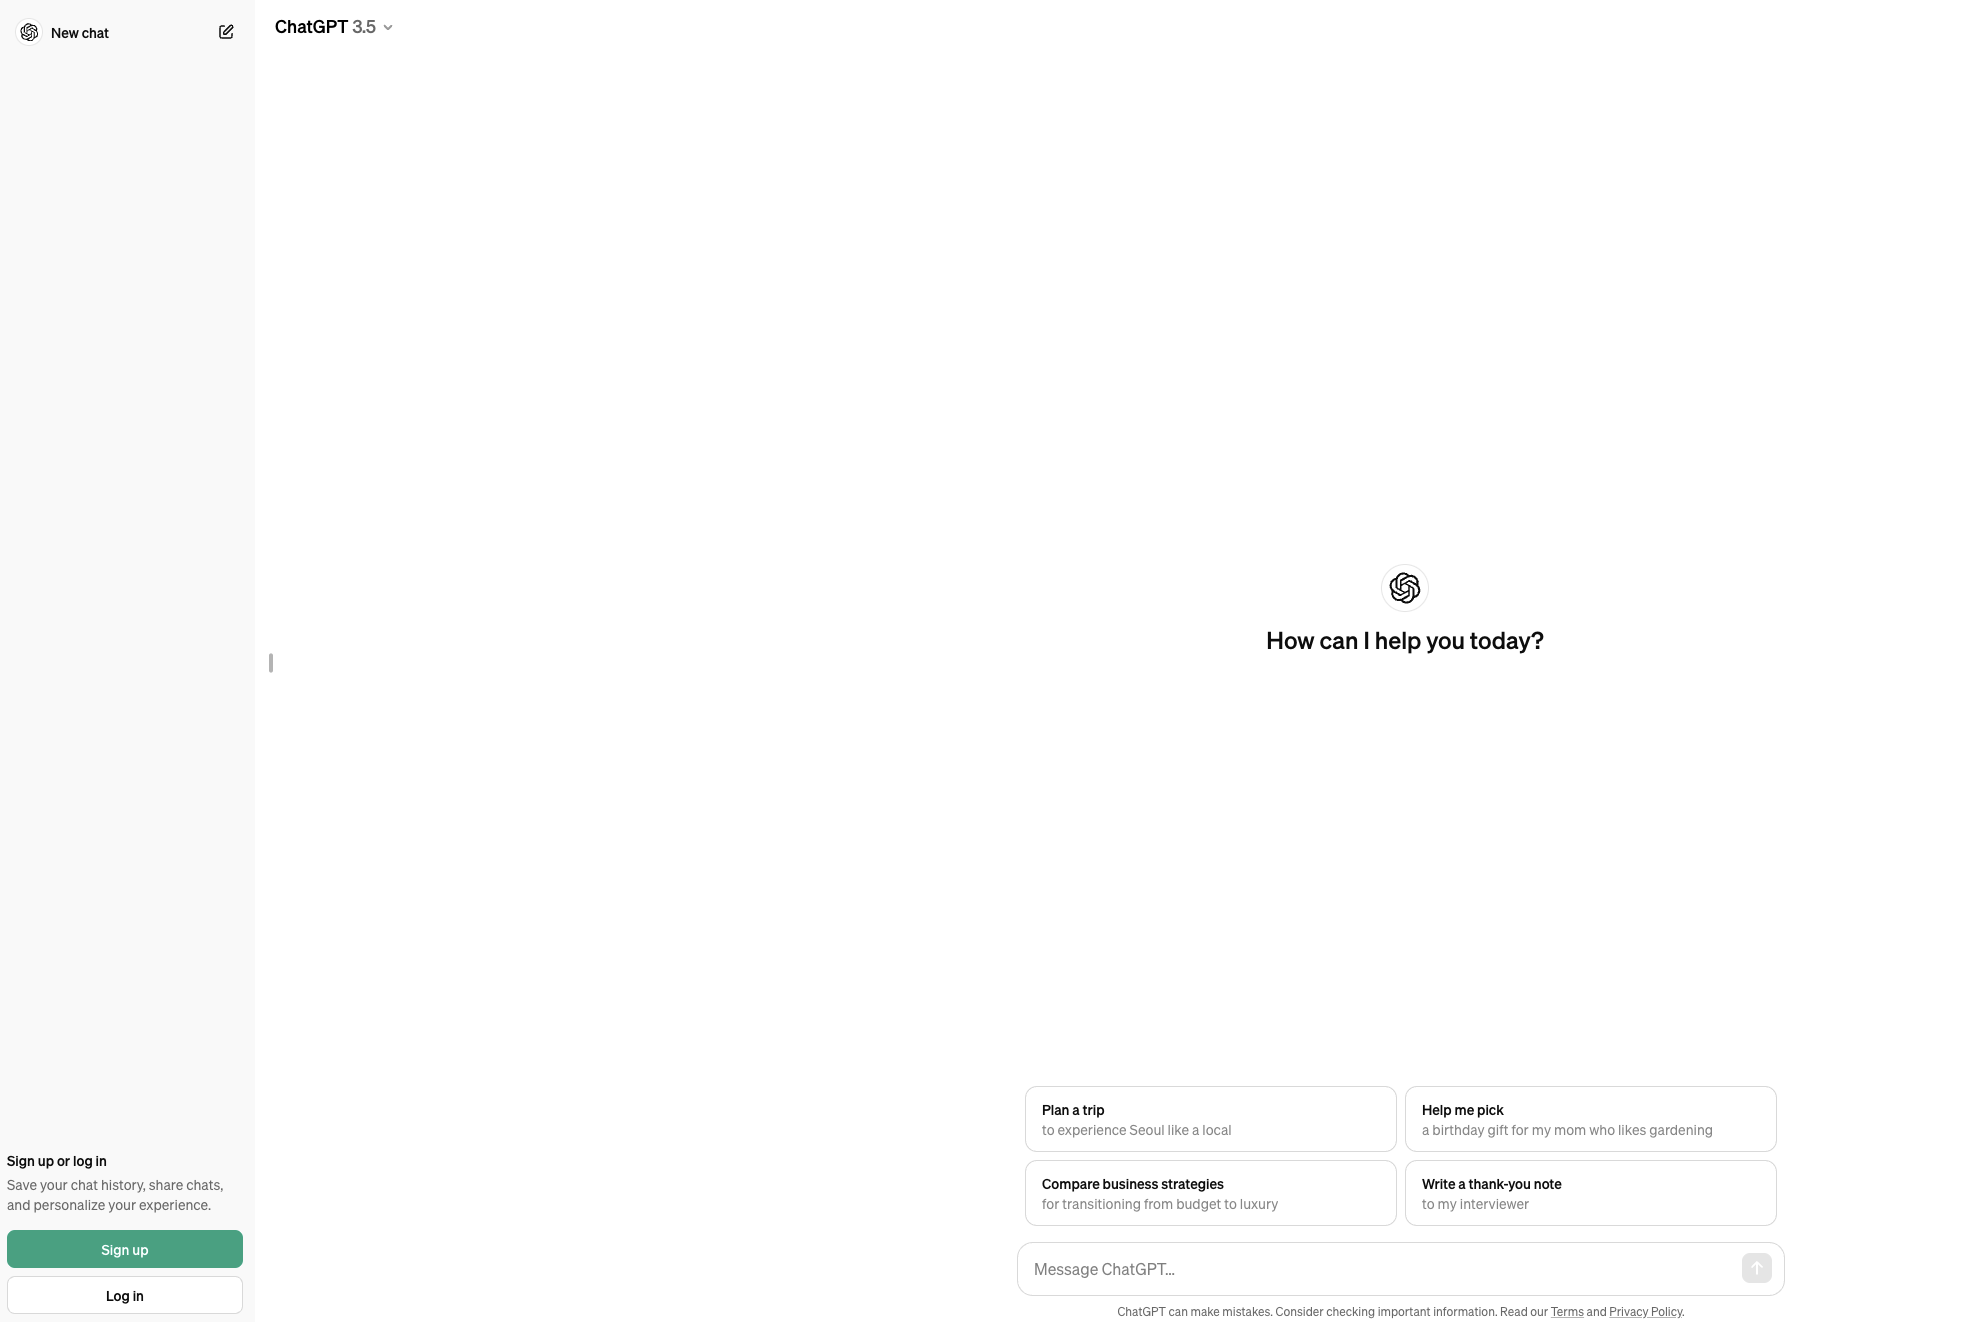 New chat
ChatGPT 3.5
How can I help you today?
Plan a trip
to experience Seoul like a local
Help me pick
a birthday gift for my mom who likes gardening
Compare business strategies
for transitioning from budget to luxury
Write a thank-you note
to my interviewer
Message ChatGPT...
ChatGPT can make mistakes. Consider checking important information. Read our Terms and Privacy Policy.
Sign up or log in
Save your chat history, share chats,
and personalize your experience.
Sign up
Log in